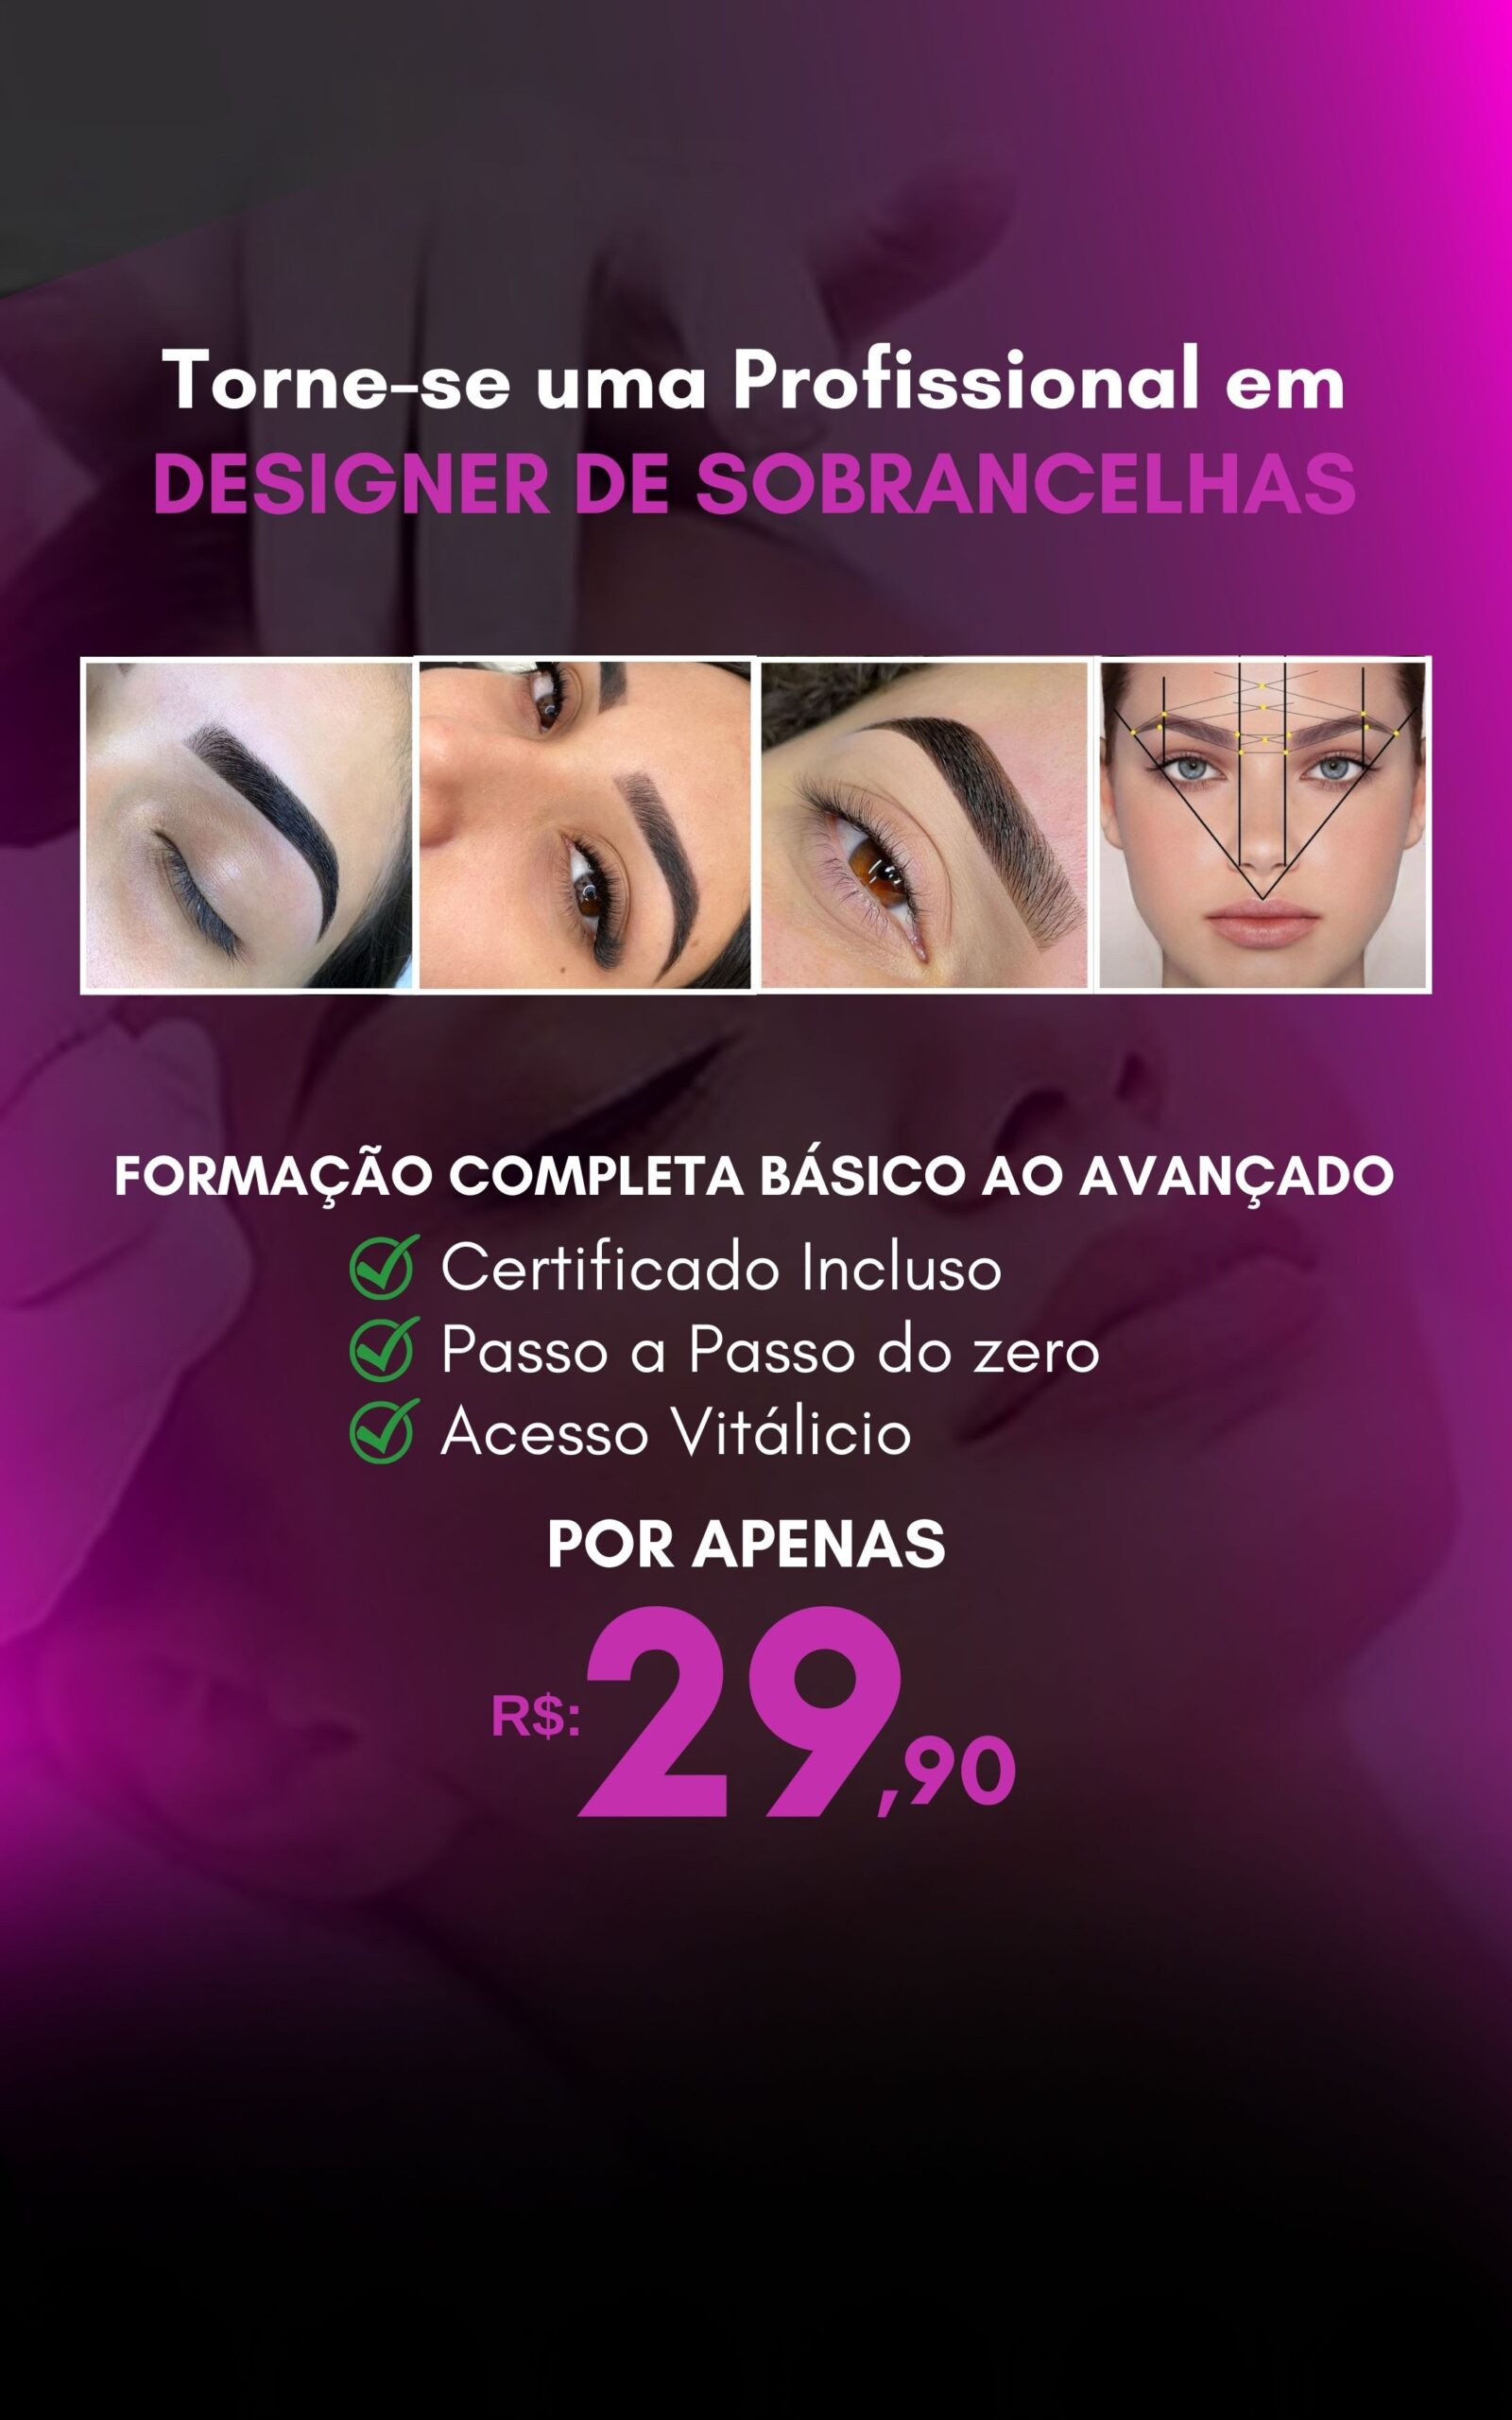 Torne-se uma Profissional em
DESIGNER DE SOBRANCELHAS
FORMAÇÃO COMPLETA BÁSICO AO AVANÇADO
Certificado Incluso
Passo a Passo do zero
Acesso Vitálicio
POR APENAS
R$:29,90